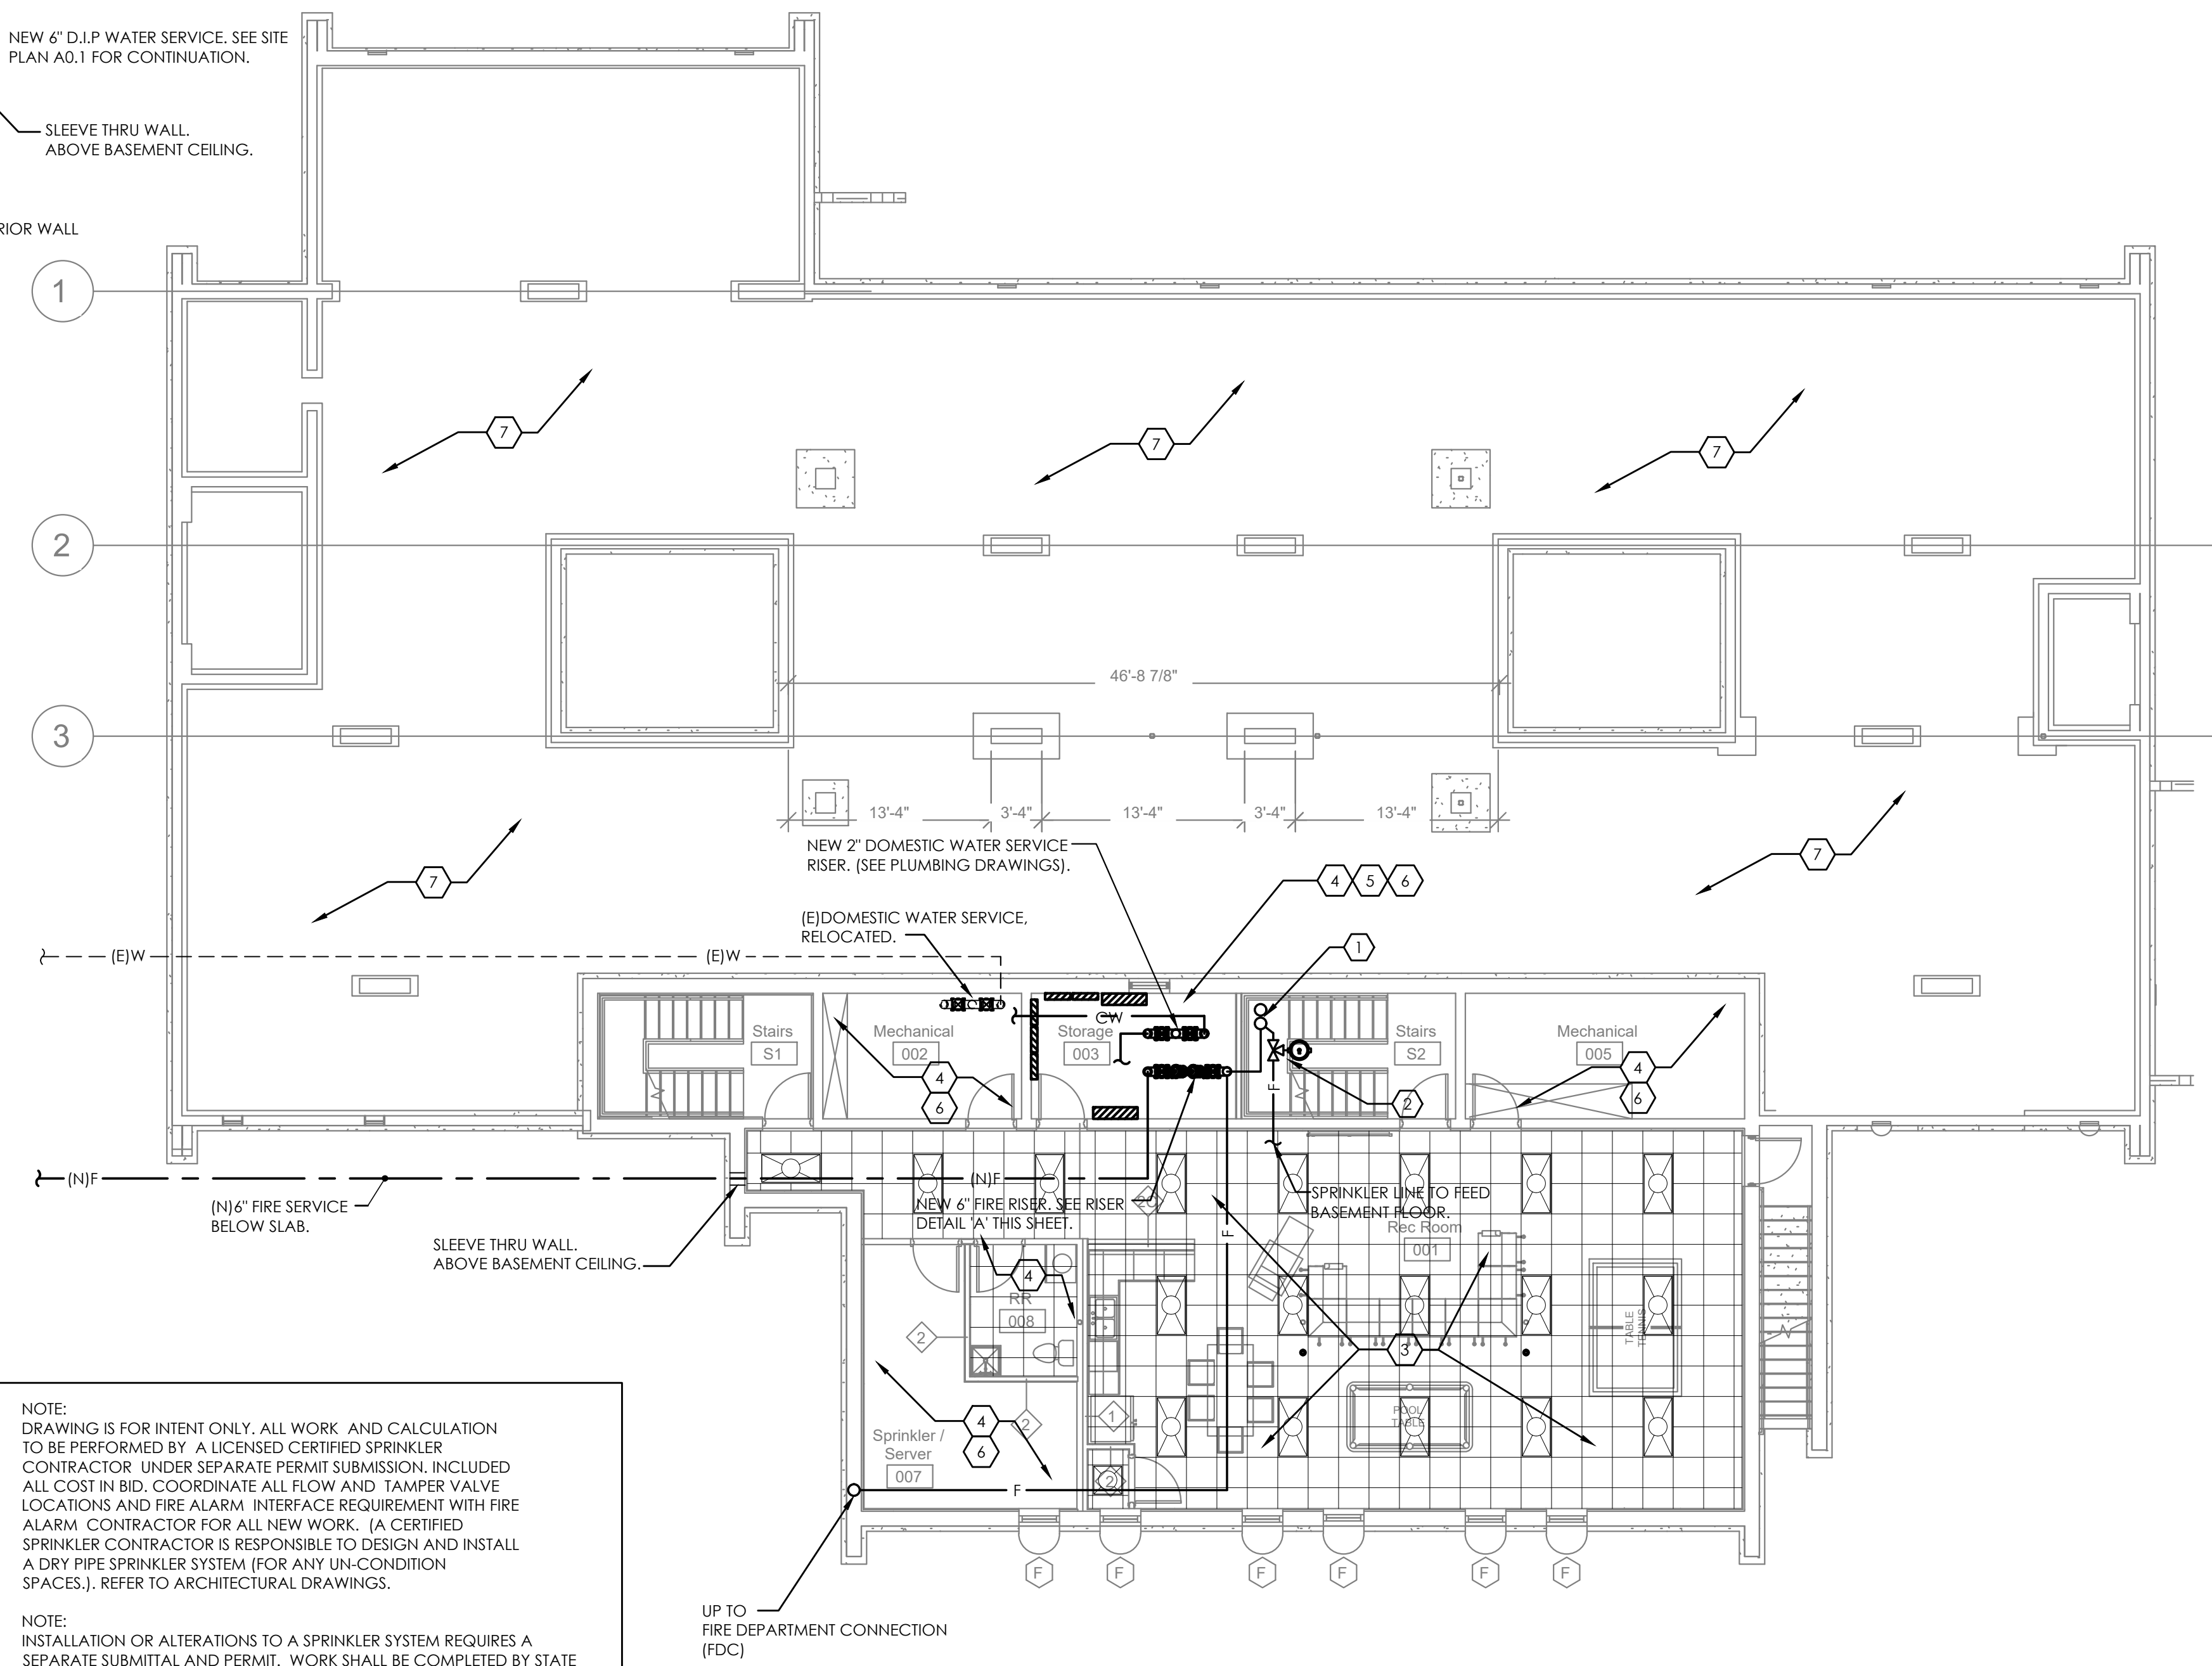 NEW 6" D.I.P WATER SERVICE. SEE SITE
PLAN A0.1 FOR CONTINUATION.
SLEEVE THRU WALL.
ABOVE BASEMENT CEILING.
RIOR WALL
1
7
7
7
2
46'-8 7/8"
3
13'-4"
3'-4"
13'-4"
3'-4"
13'-4"
NEW 2" DOMESTIC WATER SERVICE
RISER. (SEE PLUMBING DRAWINGS).
7
4 5 6
7
(E)DOMESTIC WATER SERVICE,
RELOCATED.
1
(E)W
(E)W
CW
Stairs
S1
Mechanical
002
Storage
003
Stairs
S2
Mechanical
005
4
6
F
2
4
6
(N)F
(N)F
(N)6" FIRE SERVICE
BELOW SLAB.
NEW 6" FIRE RISER. SEE RISER
DETAIL 'A' THIS SHEET.
SPRINKLER LINE TO FEED
BASEMENT FLOOR.
F
Rec Room
001
SLEEVE THRU WALL.
ABOVE BASEMENT CEILING.
4
RR
008
2
3
TABLE
TENNIS
POOL
TABLE
4
6
2
1
Sprinkler /
Server
007
2
F
F
F
F
F
F
F
UP TO
FIRE DEPARTMENT CONNECTION
(FDC)
NOTE:
DRAWING IS FOR INTENT ONLY. ALL WORK AND CALCULATION
TO BE PERFORMED BY A LICENSED CERTIFIED SPRINKLER
CONTRACTOR UNDER SEPARATE PERMIT SUBMISSION. INCLUDED
ALL COST IN BID. COORDINATE ALL FLOW AND TAMPER VALVE
LOCATIONS AND FIRE ALARM INTERFACE REQUIREMENT WITH FIRE
ALARM CONTRACTOR FOR ALL NEW WORK. (A CERTIFIED
SPRINKLER CONTRACTOR IS RESPONSIBLE TO DESIGN AND INSTALL
A DRY PIPE SPRINKLER SYSTEM (FOR ANY UN-CONDITION
SPACES.). REFER TO ARCHITECTURAL DRAWINGS.
NOTE:
INSTALLATION OR ALTERATIONS TO A SPRINKLER SYSTEM REQUIRES A
SEPARATE SUBMITTAL AND PERMIT. WORK SHALL BE COMPLETED BY STATE